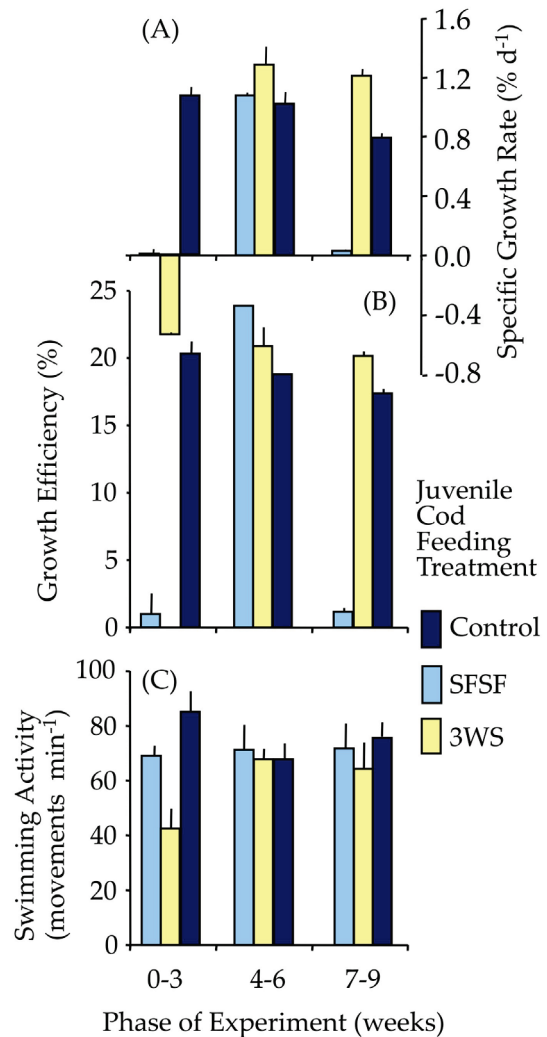 (A)
1.6
1.2
0.8
0.4
0.0
-0.4
-0.8
Specific Growth Rate (% d-1)
(B)
25
20
15
10
5
0
Growth Efficiency (%)
Juvenile
Cod
Feeding
Treatment
Control
SFSF
3WS
(C)
100
80
60
40
20
0
Swimming Activity
(movements min-1)
0-3 4-6 7-9
Phase of Experiment (weeks)